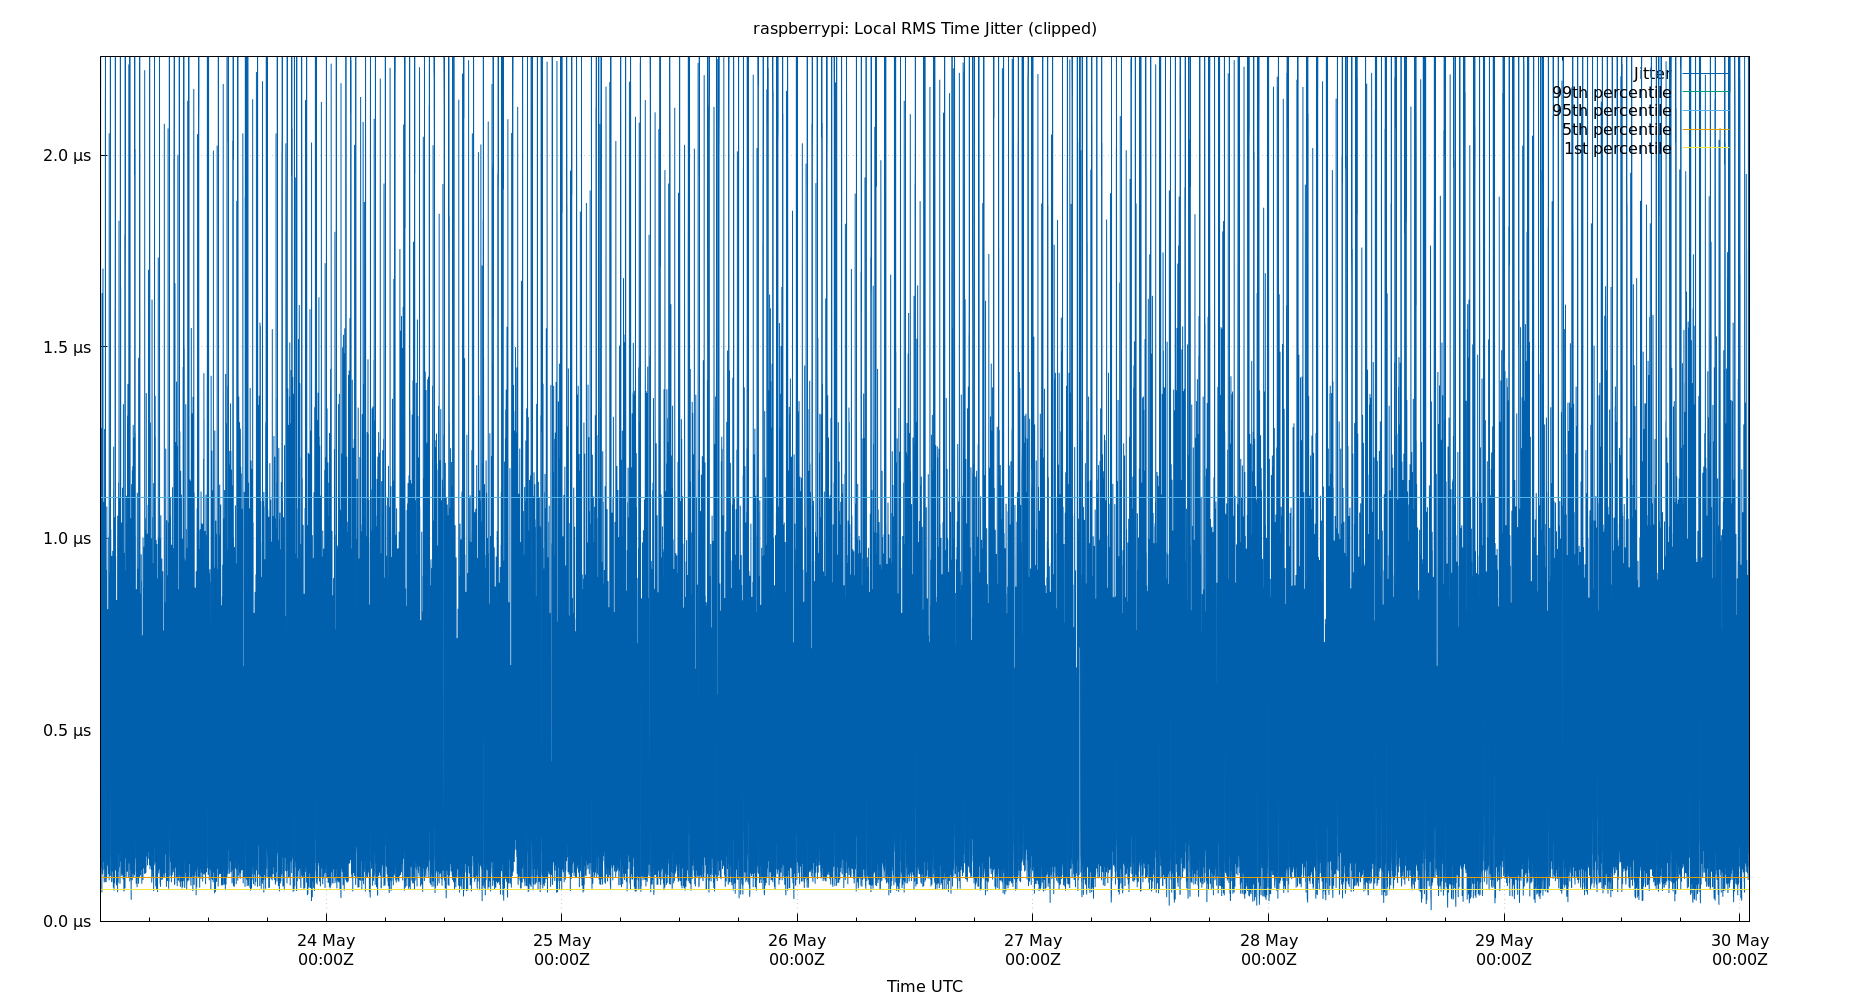 raspberrypi: Local RMS Time Jitter (clipped)
Jitter
99th percentile
95th percentile
5th percentile
1st percentile
2.0 µs
1.5 µs
1.0 µs
0.5 µs
0.0 µs
24 May 25 May 26 May 27 May 28 May 29 May 30 May
00:00Z 00:00Z 00:00Z 00:00Z 00:00Z 00:00Z 00:00Z
Time UTC